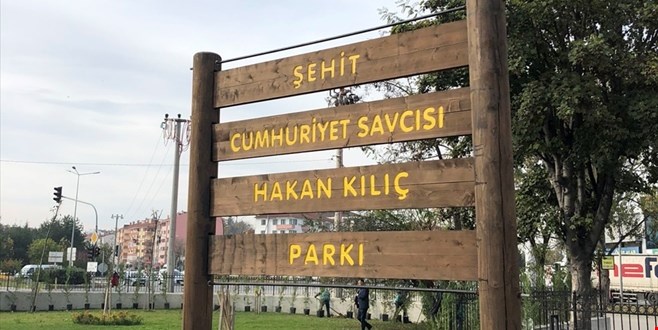 ŞEHİT
CUMHURİYET SAVCISI
HAKAN KILIÇ
PARKI